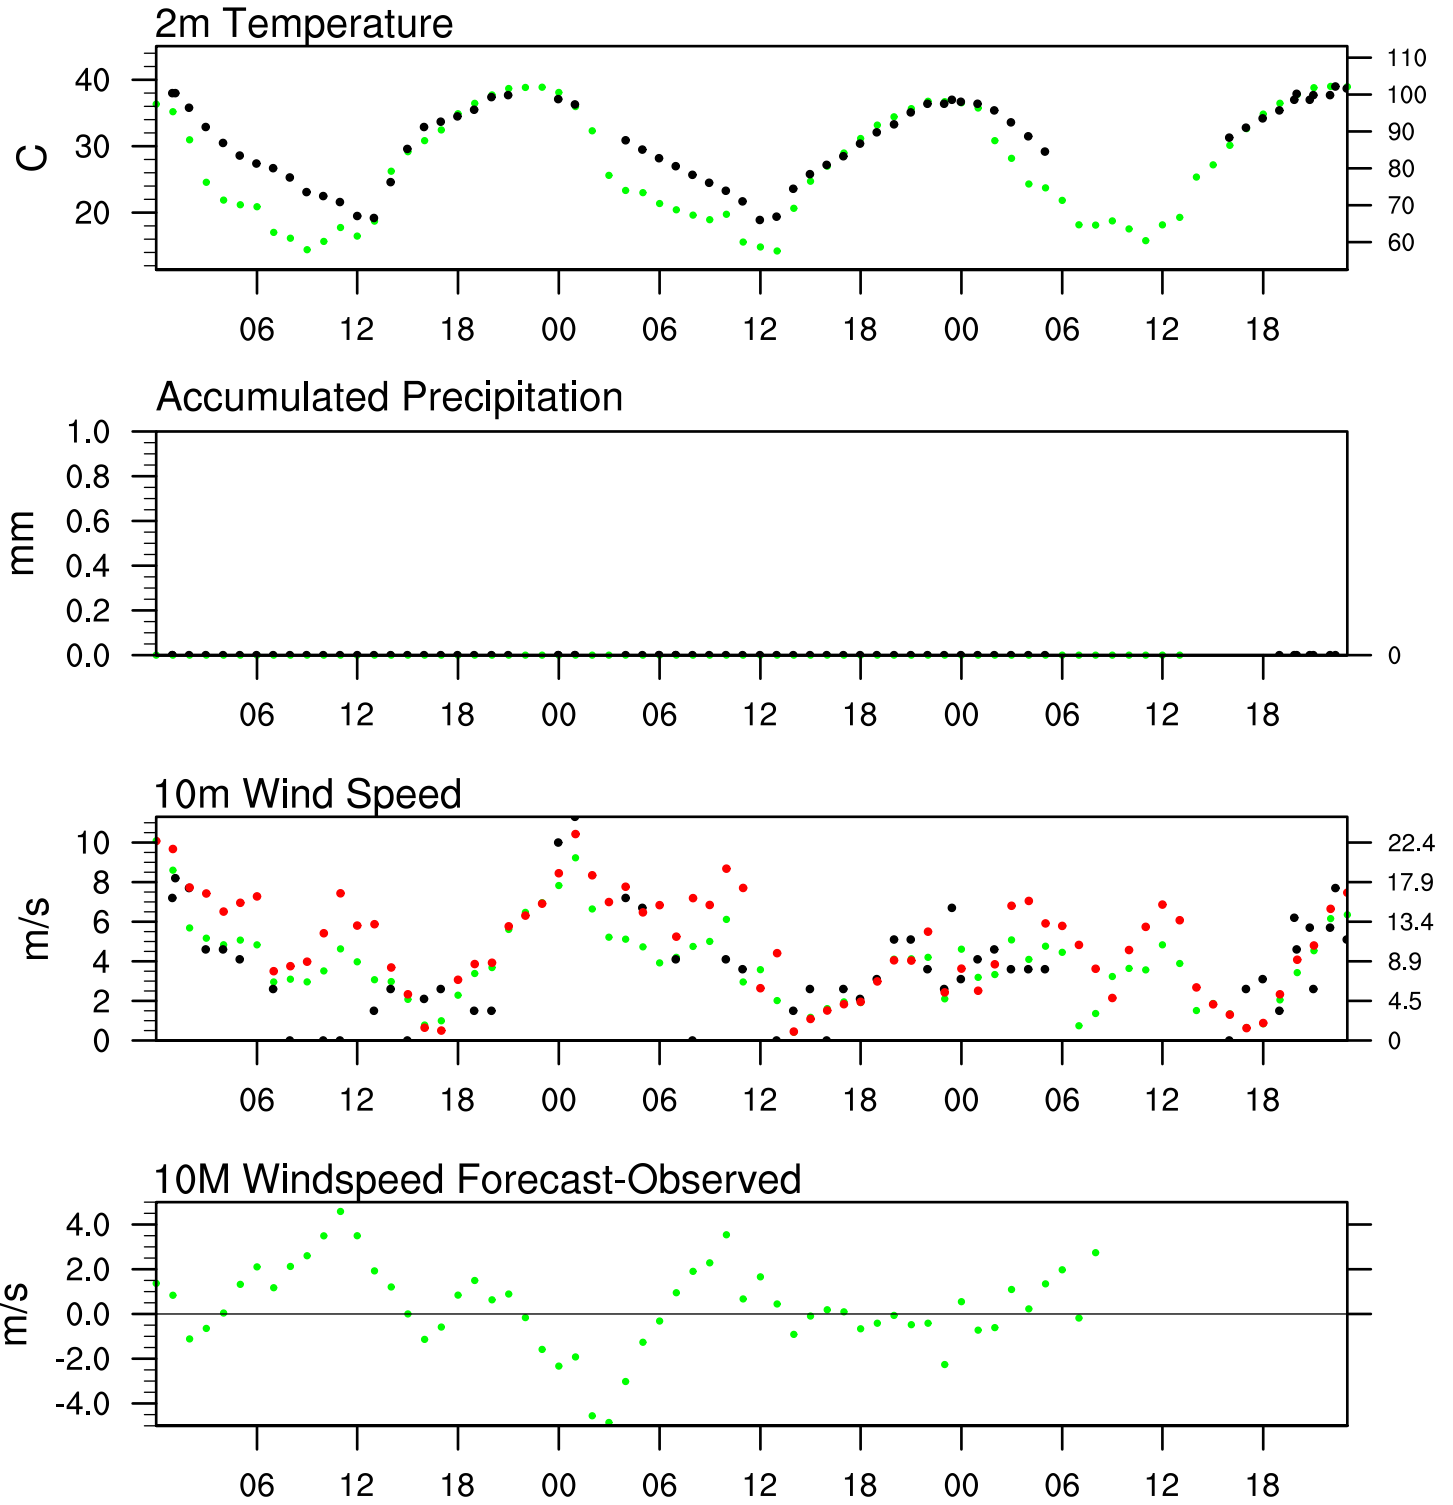 2m Temperature
40 110
100
30 90
C
80
20 70
60
06 12 18 00 06 12 18 00 06 12 18
Accumulated Precipitation
1.0
0.8
0.6
mm
0.4
0.2
0.0 0
06 12 18 00 06 12 18 00 06 12 18
10m Wind Speed
10 22.4
8 17.9
6 13.4
m/s
4 8.9
2 4.5
0 0
06 12 18 00 06 12 18 00 06 12 18
10M Windspeed Forecast-Observed
4.0
2.0
0.0
m/s
-2.0
-4.0
06 12 18 00 06 12 18 00 06 12 18